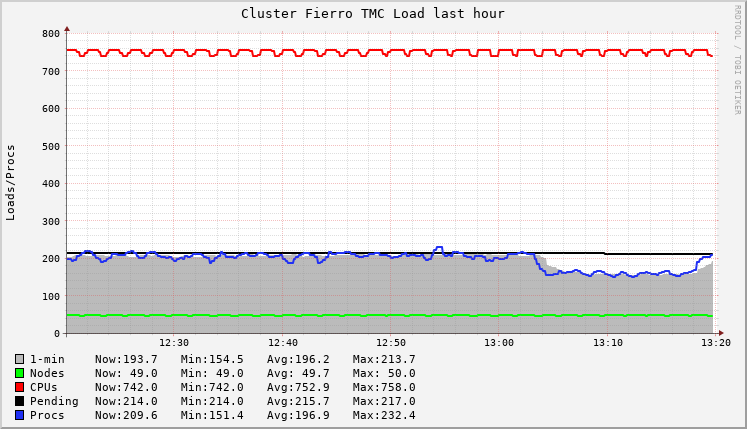 Cluster Fierro TMC Load last hour
RRDTOOL / TOBI OETIKER
Loads/Procs
800
700
600
500
400
300
200
100
0
12:30 12:40 12:50 13:00 13:10 13:20
1-min Now:193.7 Min:154.5 Avg:196.2 Max:213.7
Nodes Now: 49.0 Min: 49.0 Avg: 49.7 Max: 50.0
CPUs Now:742.0 Min:742.0 Avg:752.9 Max:758.0
Pending Now:214.0 Min:214.0 Avg:215.7 Max:217.0
Procs Now:209.6 Min:151.4 Avg:196.9 Max:232.4